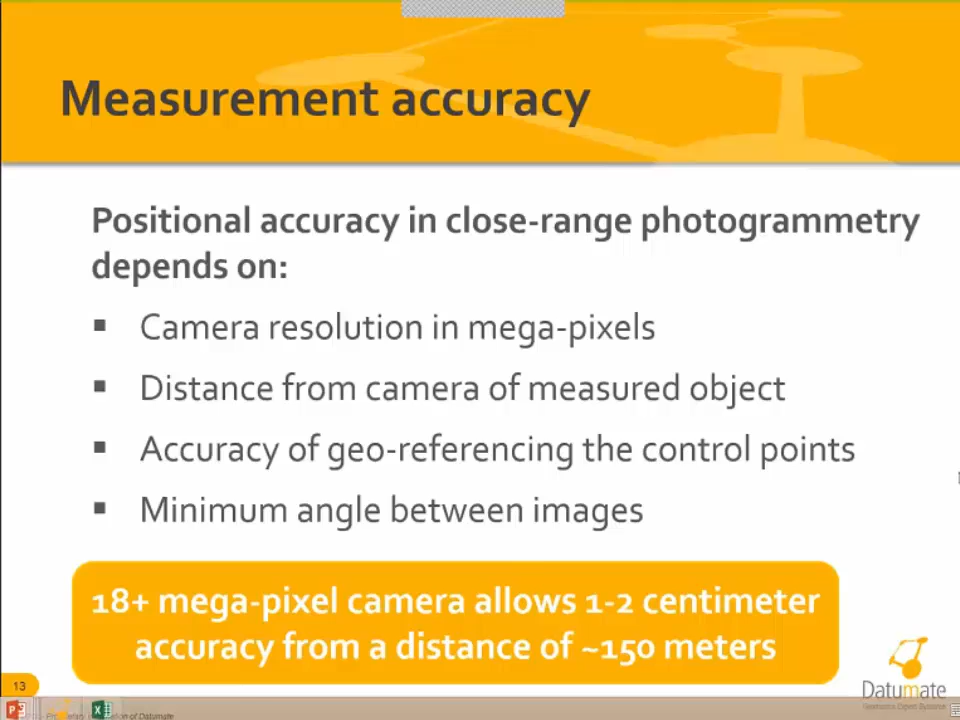 Measurement accuracy
Positional accuracy in close-range photogrammetry
depends on:
▪ Camera resolution in mega-pixels
▪ Distance from camera of measured object
▪ Accuracy of geo-referencing the control points
▪ Minimum angle between images
18+ mega-pixel camera allows 1-2 centimeter
accuracy from a distance of ~150 meters
13
Datumate
of Datumate